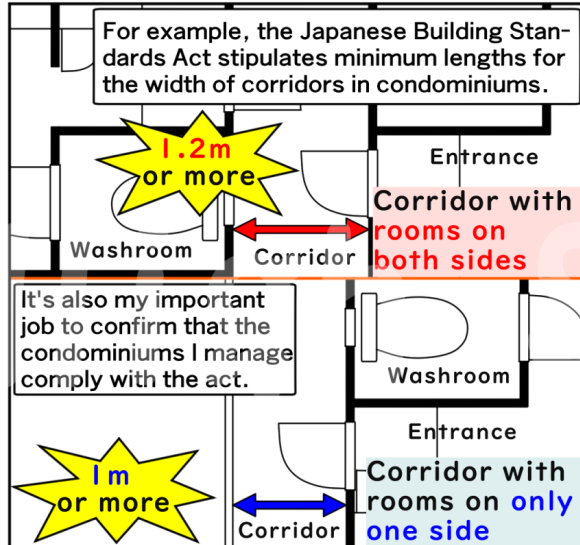 For example, the Japanese Building Stan-
dards Act stipulates minimum lengths for
the width of corridors in condominiums.
1.2m
or more
Entrance
Washroom
Corridor
Corridor with
rooms on
both sides
It's also my important
job to confirm that the
condominiums I manage
comply with the act.
Washroom
Entrance
1m
or more
Corridor
Corridor with
rooms on only
one side